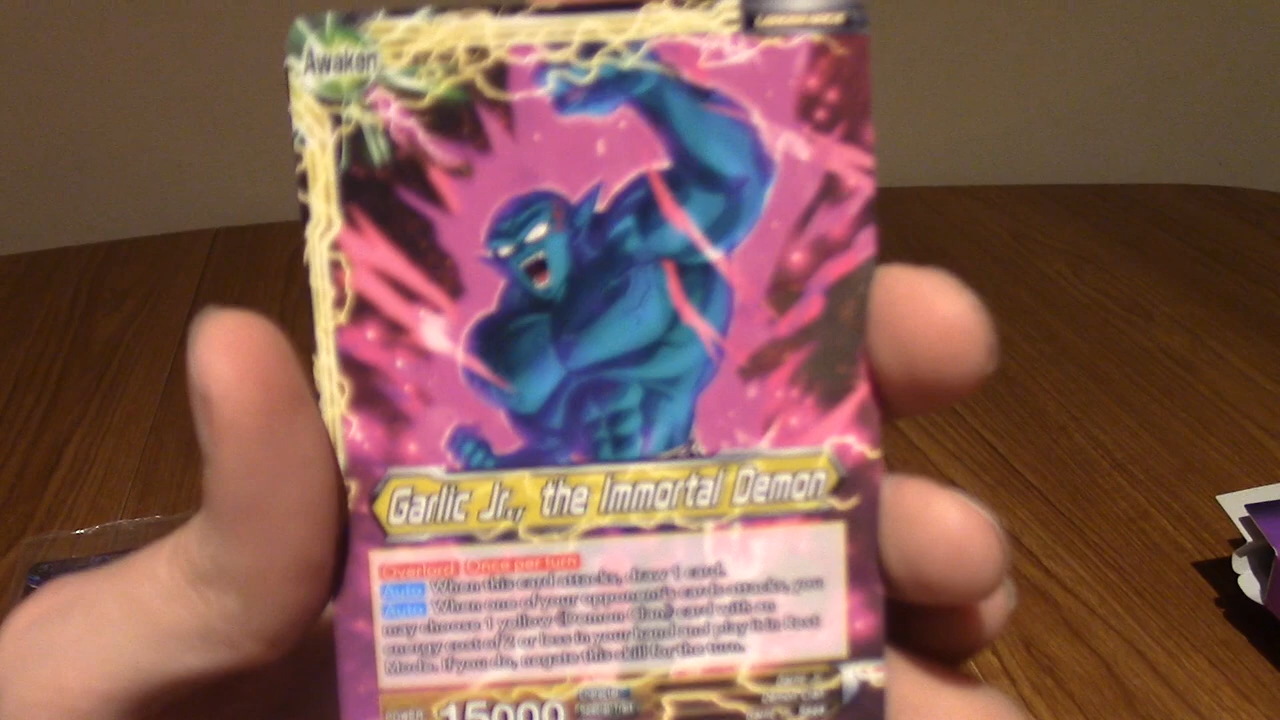 Awaken
Garlic Jr., the Immortal Demon
Overlord Once per turn
Auto When this card attacks, draw 1 card.
Auto When one of your opponent's cards attacks, you
may choose 1 yellow 《Demon Clan》 card with an
energy cost of 2 or less in your hand and play it in Rest
Mode. If you do, negate this skill for the turn.
POWER 15000